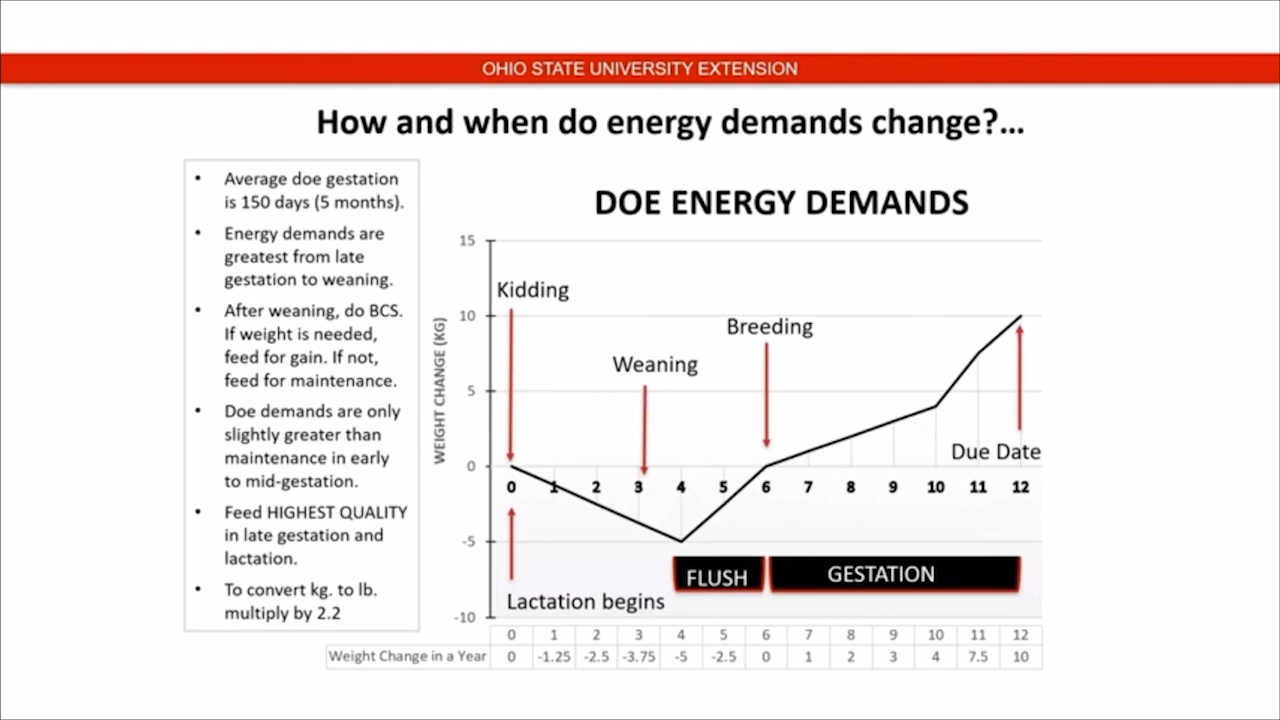 OHIO STATE UNIVERSITY EXTENSION
How and when do energy demands change?...
• Average doe gestation
is 150 days (5 months).
• Energy demands are
greatest from late
gestation to weaning.
• After weaning, do BCS.
If weight is needed,
feed for gain. If not,
feed for maintenance.
• Doe demands are only
slightly greater than
maintenance in early
to mid-gestation.
• Feed HIGHEST QUALITY
in late gestation and
lactation.
• To convert kg. to lb.
multiply by 2.2
DOE ENERGY DEMANDS
WEIGHT CHANGE (KG)
15
10
5
0
-5
-10
Kidding
Weaning
Breeding
Due Date
0 1 2 3 4 5 6 7 8 9 10 11 12
FLUSH
GESTATION
Lactation begins
0 1 2 3 4 5 6 7 8 9 10 11 12
Weight Change in a Year 0 -1.25 -2.5 -3.75 -5 -2.5 0 1 2 3 4 7.5 10